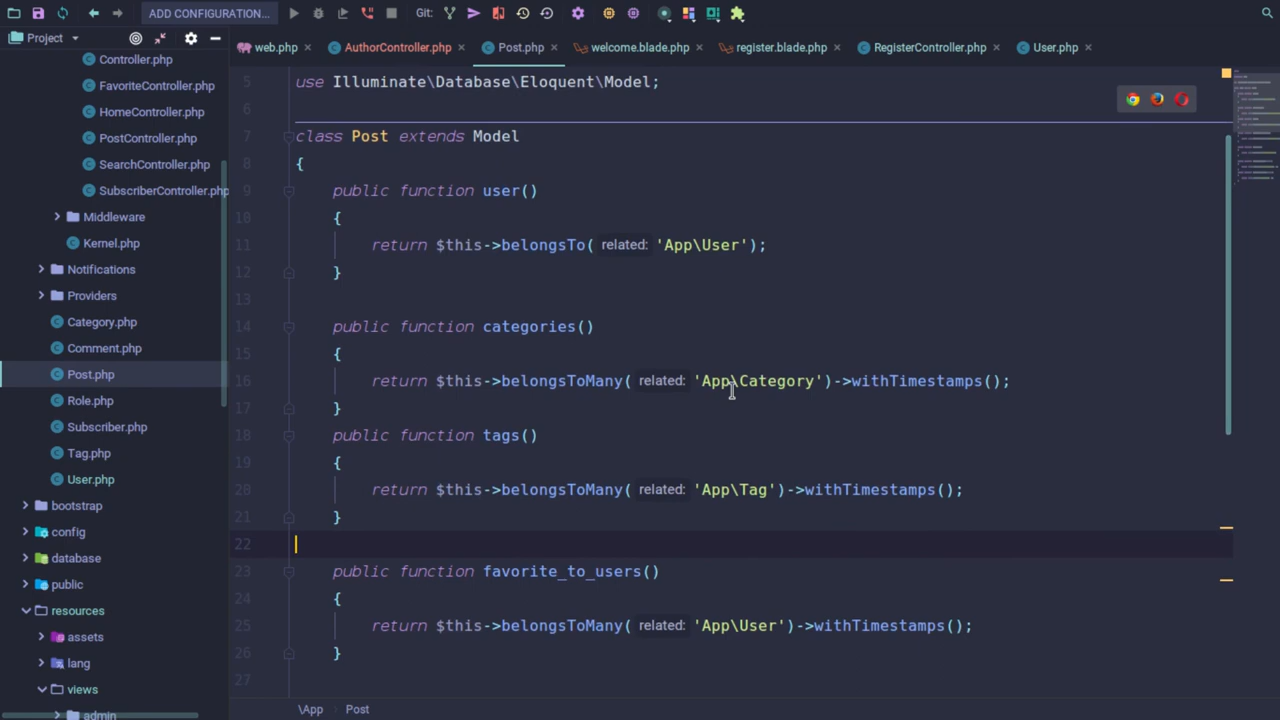 ADD CONFIGURATION...
Git:
Project
web.php
AuthorController.php
Post.php
welcome.blade.php
register.blade.php
RegisterController.php
User.php
Controller.php
FavoriteController.php
HomeController.php
PostController.php
SearchController.php
SubscriberController.php
Middleware
Kernel.php
Notifications
Providers
Category.php
Comment.php
Post.php
Role.php
Subscriber.php
Tag.php
User.php
bootstrap
config
database
public
resources
assets
lang
views
admin
5 use Illuminate\Database\Eloquent\Model;
6
7 class Post extends Model
8 {
9 public function user()
10 {
11 return $this->belongsTo( related: 'App\User');
12 }
13
14 public function categories()
15 {
16 return $this->belongsToMany( related: 'App\Category')->withTimestamps();
17 }
18 public function tags()
19 {
20 return $this->belongsToMany( related: 'App\Tag')->withTimestamps();
21 }
22
23 public function favorite_to_users()
24 {
25 return $this->belongsToMany( related: 'App\User')->withTimestamps();
26 }
27
\App Post